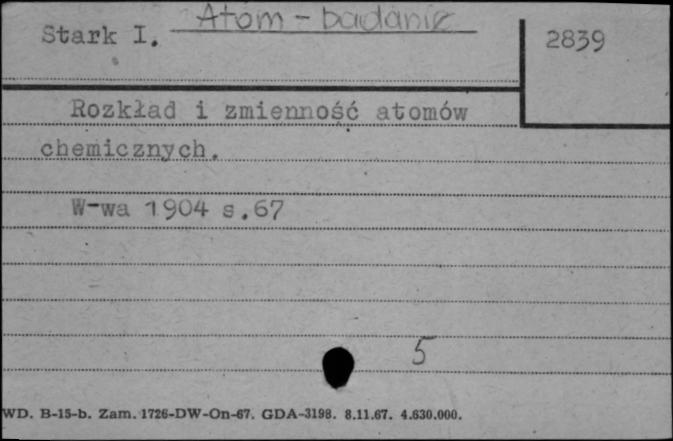 Atom - badanie
Stark I.
2839
Rozkład i zmienność atomów
chemicznych.
W-wa 1904 s.67
5
WD. B-15-b. Zam. 1726-DW-On-67. GDA-3198. 8.11.67. 4.630.000.